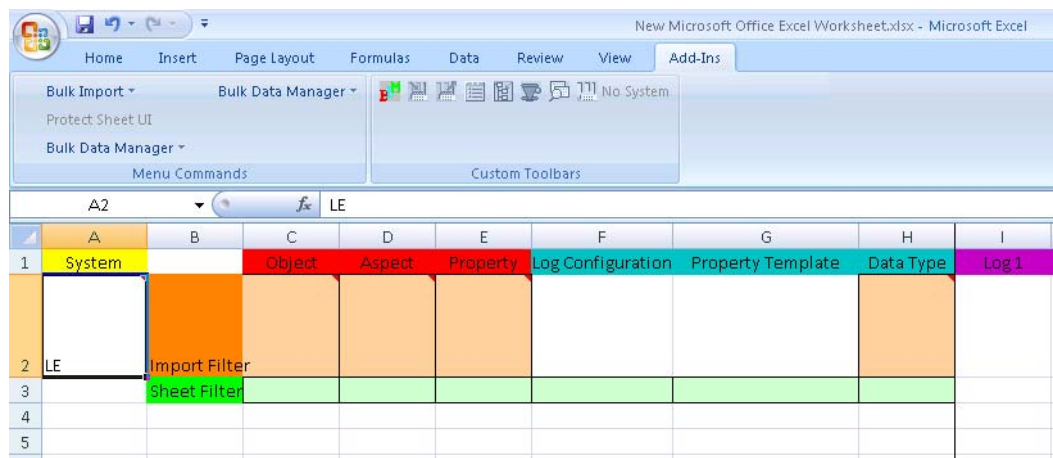 New Microsoft Office Excel Worksheet.xlsx - Microsoft Excel
Home Insert Page Layout Formulas Data Review View Add-Ins
Bulk Import Bulk Data Manager No System
Protect Sheet UI
Bulk Data Manager
Menu Commands Custom Toolbars
A2 fx LE
A B C D E F G H I
1 System Object Aspect Property Log Configuration Property Template Data Type Log 1
2 LE Import Filter
3 Sheet Filter
4
5